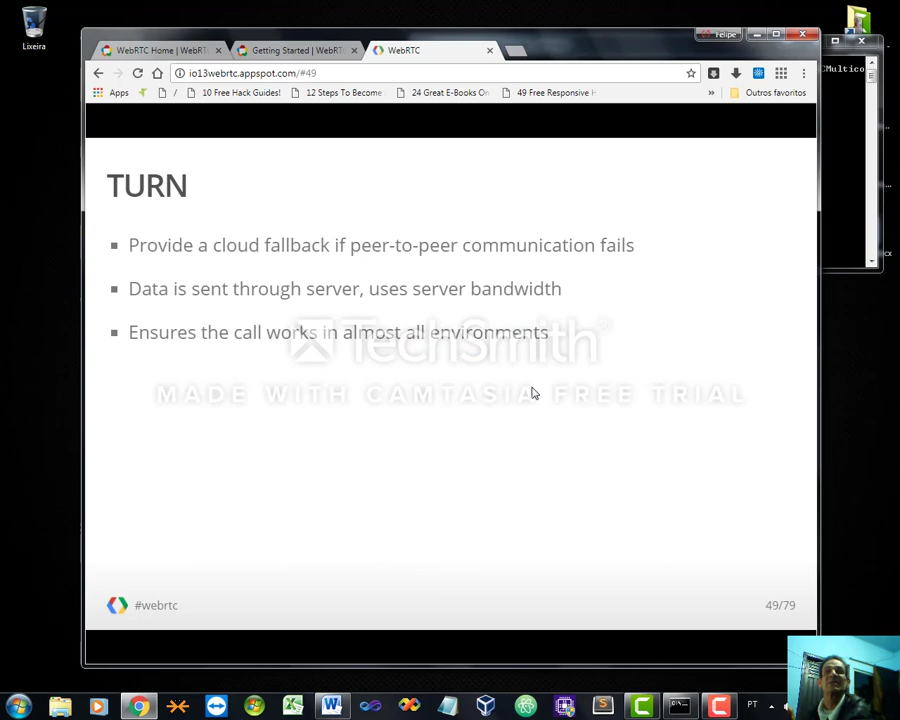 Lixeira
WebRTC Home | WebRT
Getting Started | WebRT
WebRTC
Felipe
io13webrtc.appspot.com/#49
Apps
/
10 Free Hack Guides!
12 Steps To Become
24 Great E-Books On
49 Free Responsive H
»
Outros favoritos
CMultico
TURN
Provide a cloud fallback if peer-to-peer communication fails
Data is sent through server, uses server bandwidth
Ensures the call works in almost all environments
TechSmith®
MADE WITH CAMTASIA FREE TRIAL
#webrtc
49/79
PT